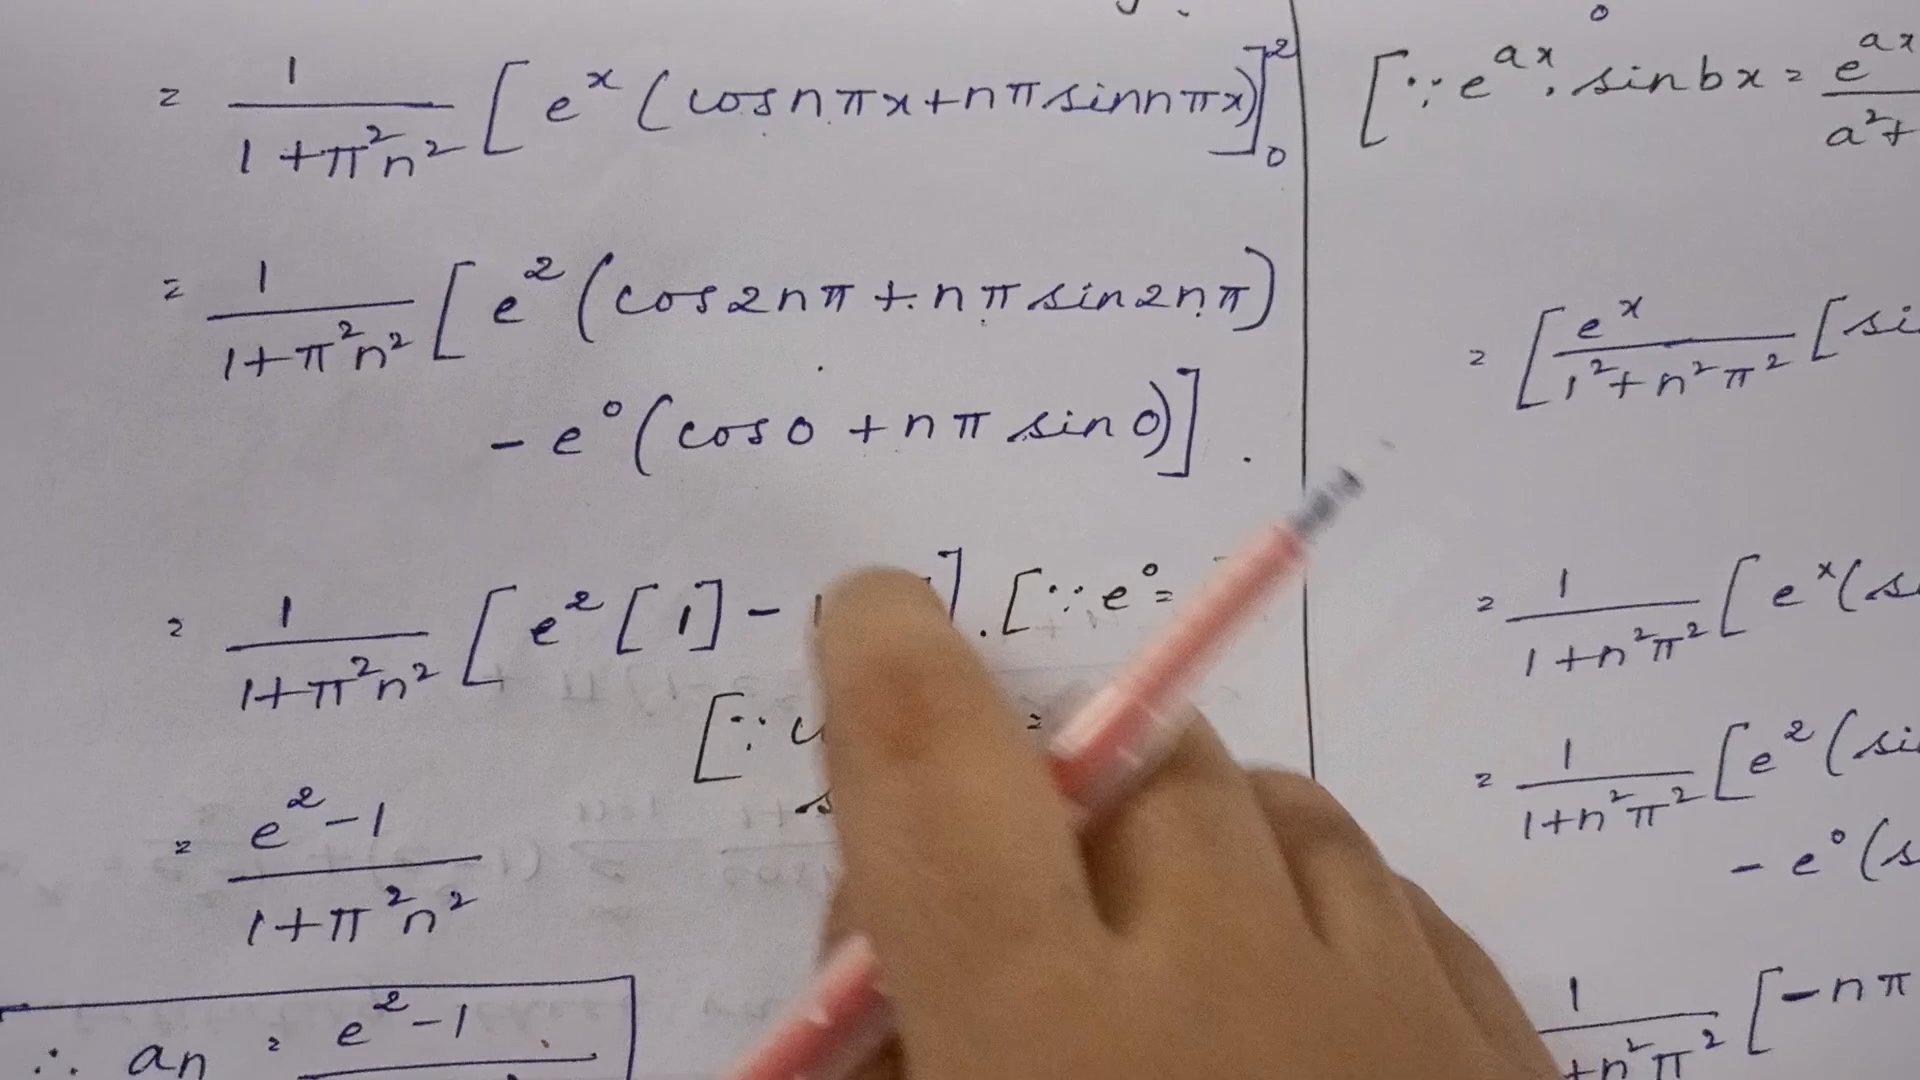 = 1/(1+π²n²) [e^x (cos nπx + nπ sin nπx)]₀²
= 1/(1+π²n²) [e² (cos 2nπ + nπ sin 2nπ)
- e⁰ (cos 0 + nπ sin 0)].
= 1/(1+π²n²) [e² [1] - 1 ]. [∵ e⁰ =
[∵ =
= (e²-1)/(1+π²n²)
∴ an = e²-1
[∵ e^ax . sin bx = e^ax / a²+
= [e^x/(1²+n²π²) [si
= 1/(1+n²π²) [e^x (s
= 1/(1+n²π²) [e² (si
- e⁰ (s
1/+n²π² [-nπ